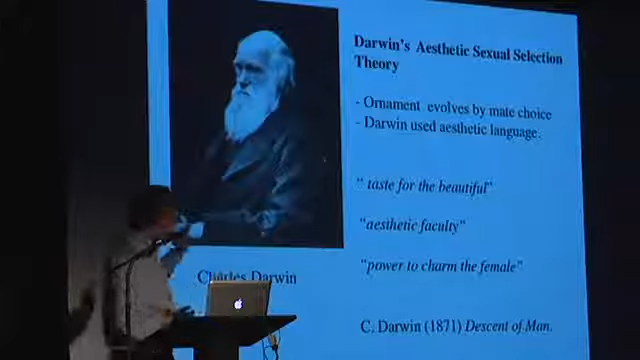 Darwin's Aesthetic Sexual Selection
Theory
- Ornament evolves by mate choice
- Darwin used aesthetic language.
" taste for the beautiful"
"aesthetic faculty"
"power to charm the female"
Charles Darwin
C. Darwin (1871) Descent of Man.